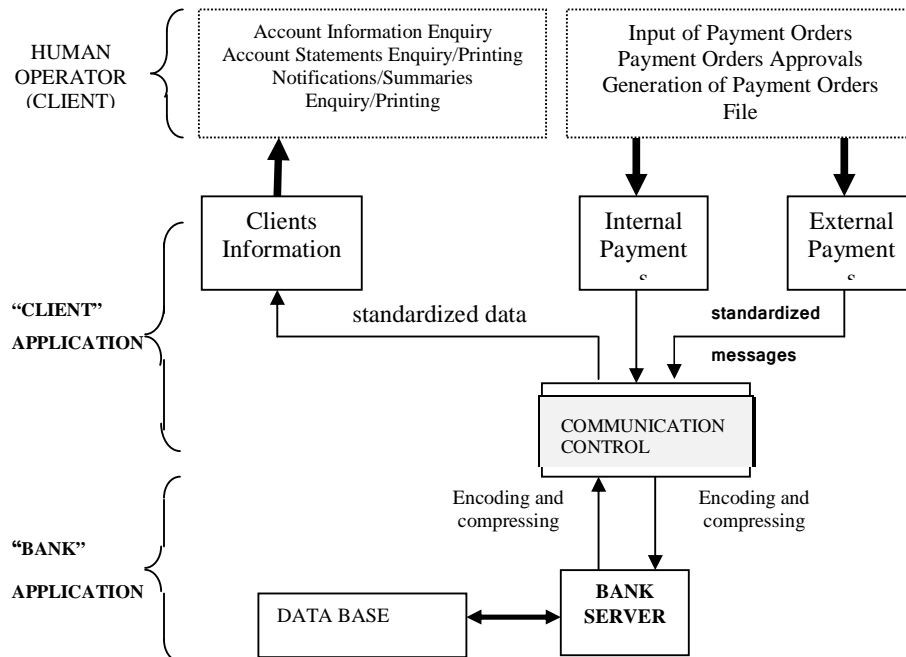 HUMAN
OPERATOR
(CLIENT)
Account Information Enquiry
Account Statements Enquiry/Printing
Notifications/Summaries
Enquiry/Printing
Input of Payment Orders
Payment Orders Approvals
Generation of Payment Orders
File
Clients
Information
Internal
Payment
s
External
Payment
s
“CLIENT”
APPLICATION
standardized data
standardized
messages
COMMUNICATION
CONTROL
Encoding and
compressing
Encoding and
compressing
“BANK”
APPLICATION
DATA BASE
BANK
SERVER